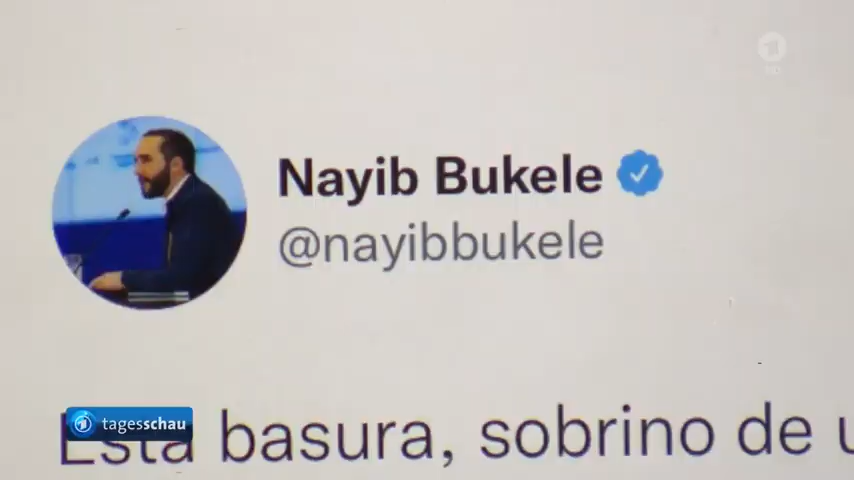 Nayib Bukele
@nayibbukele
Esta basura, sobrino de
tagesschau